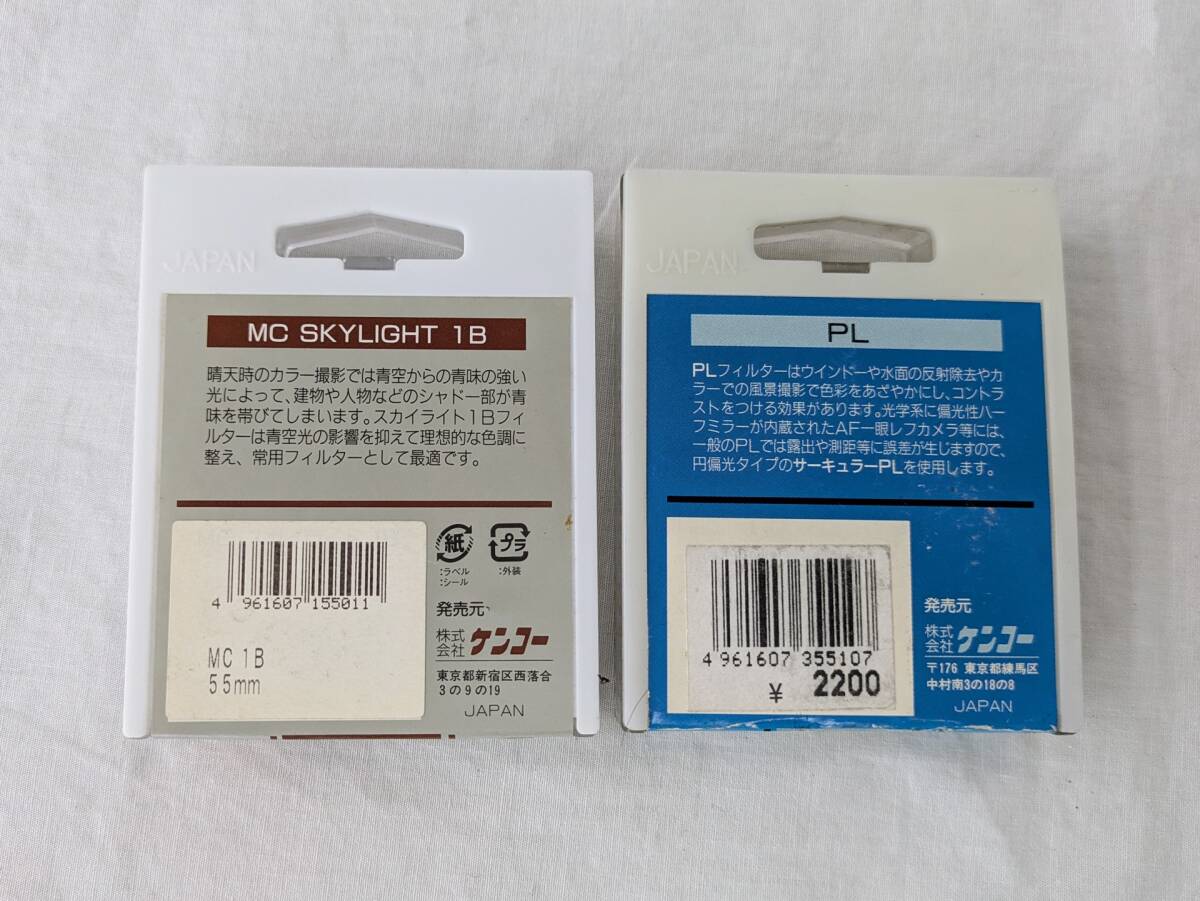 JAPAN
MC SKYLIGHT 1B
晴天時のカラー撮影では青空からの青味の強い
光によって、建物や人物などのシャドー部が青
味を帯びてしまいます。スカイライト1Bフィ
ルターは青空光の影響を抑えて理想的な色調に
整え、常用フィルターとして最適です。
4 961607 155011
MC 1B
55mm
紙
:ラベル
:シール
プラ
:外装
発売元
株式
会社 ケンコー
東京都新宿区西落合
3の9の19
JAPAN
JAPAN
PL
PLフィルターはウインドーや水面の反射除去やカ
ラーでの風景撮影で色彩をあざやかにし、コントラ
ストをつける効果があります。光学系に偏光性ハー
フミラーが内蔵されたAF一眼レフカメラ等には、
一般のPLでは露出や測距等に誤差が生じますので、
円偏光タイプのサーキュラーPLを使用します。
4 961607 355107
¥ 2200
発売元
株式
会社 ケンコー
〒176 東京都練馬区
中村南3の18の8
JAPAN